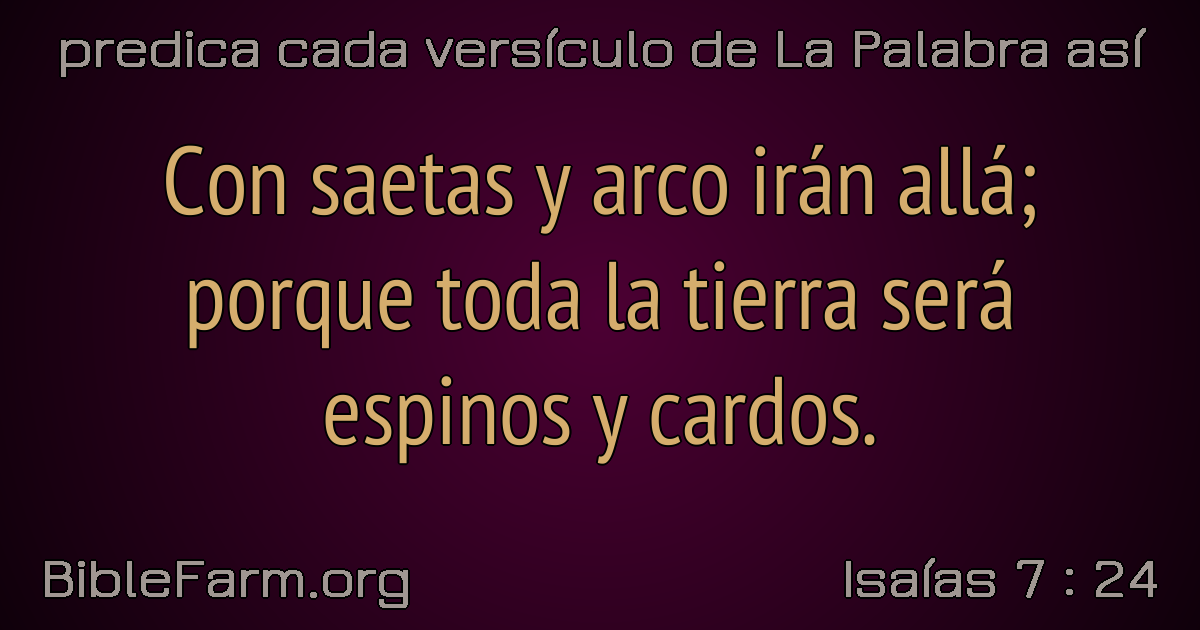 predica cada versículo de La Palabra así
Con saetas y arco irán allá;
porque toda la tierra será
espinos y cardos.
BibleFarm.org
Isaías 7 : 24